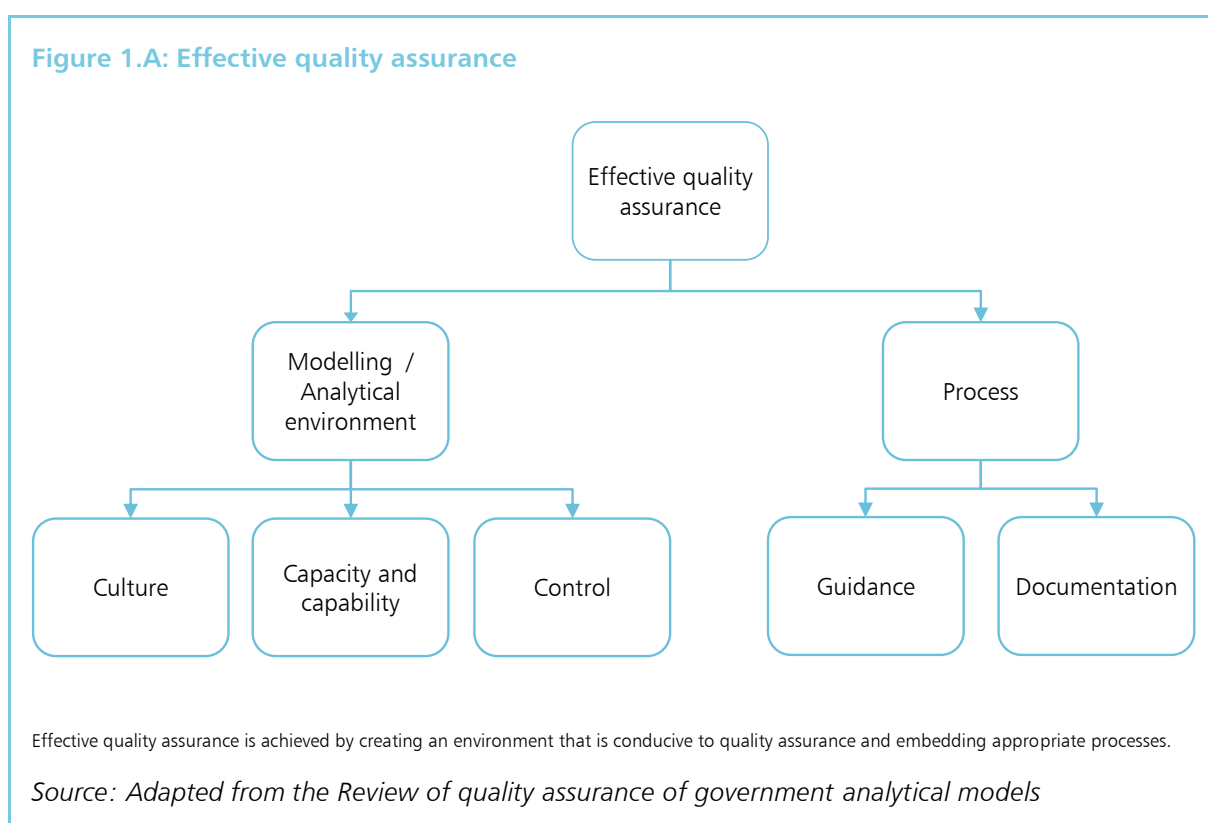 Figure 1.A: Effective quality assurance
Effective quality
assurance
Modelling /
Analytical
environment
Process
Culture
Capacity and
capability
Control
Guidance
Documentation
Effective quality assurance is achieved by creating an environment that is conducive to quality assurance and embedding appropriate processes.
Source: Adapted from the Review of quality assurance of government analytical models